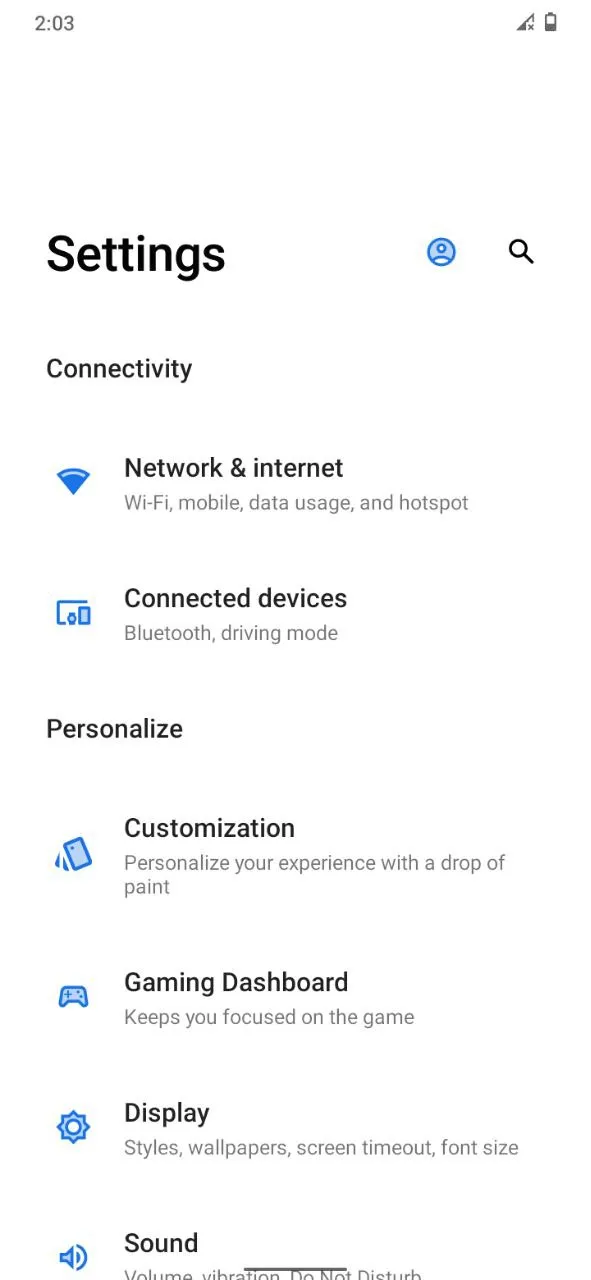 2:03
Settings
Connectivity
Network & internet
Wi-Fi, mobile, data usage, and hotspot
Connected devices
Bluetooth, driving mode
Personalize
Customization
Personalize your experience with a drop of
paint
Gaming Dashboard
Keeps you focused on the game
Display
Styles, wallpapers, screen timeout, font size
Sound
Volume, vibration, Do Not Disturb